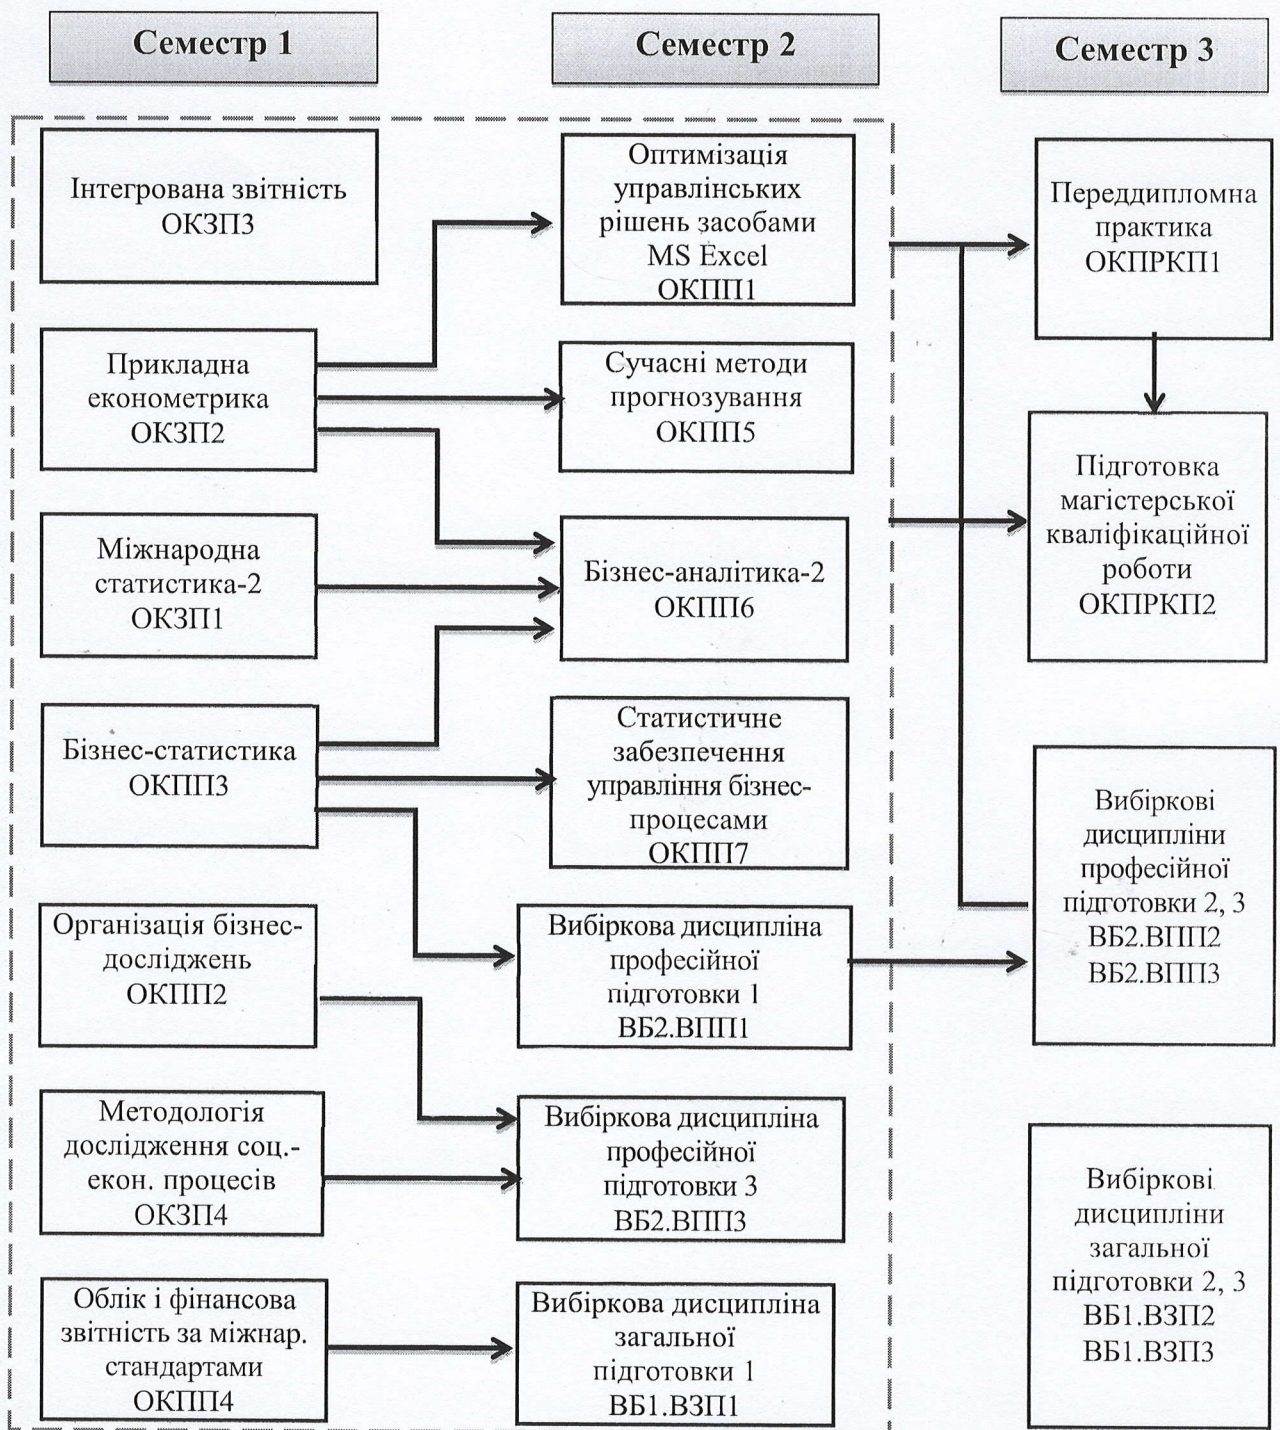 Семестр 1
Семестр 2
Семестр 3
Інтегрована звітність
ОКЗП3
Прикладна
економетрика
ОКЗП2
Міжнародна
статистика-2
ОКЗП1
Бізнес-статистика
ОКПП3
Організація бізнес-
досліджень
ОКПП2
Методологія
дослідження соц.-
екон. процесів
ОКЗП4
Облік і фінансова
звітність за міжнар.
стандартами
ОКПП4
Оптимізація
управлінських
рішень засобами
MS Excel
ОКПП1
Сучасні методи
прогнозування
ОКПП5
Бізнес-аналітика-2
ОКПП6
Статистичне
забезпечення
управління бізнес-
процесами
ОКПП7
Вибіркова дисципліна
професійної
підготовки 1
ВБ2.ВПП1
Вибіркова дисципліна
професійної
підготовки 3
ВБ2.ВПП3
Вибіркова дисципліна
загальної
підготовки 1
ВБ1.ВЗП1
Переддипломна
практика
ОКПРКП1
Підготовка
магістерської
кваліфікаційної
роботи
ОКПРКП2
Вибіркові
дисципліни
професійної
підготовки 2, 3
ВБ2.ВПП2
ВБ2.ВПП3
Вибіркові
дисципліни
загальної
підготовки 2, 3
ВБ1.ВЗП2
ВБ1.ВЗП3